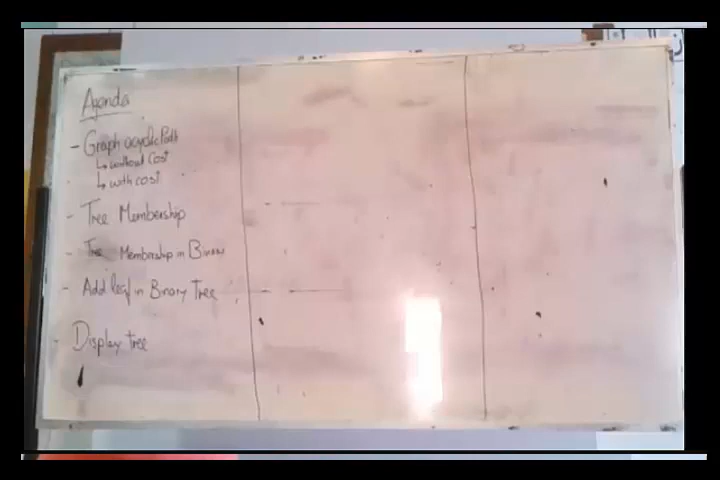 Agenda
- Graph acyclic Path
↳ without cost
↳ with cost
- Tree Membership
- Tree Membership in Binary
- Add leaf in Binary Tree
- Display tree